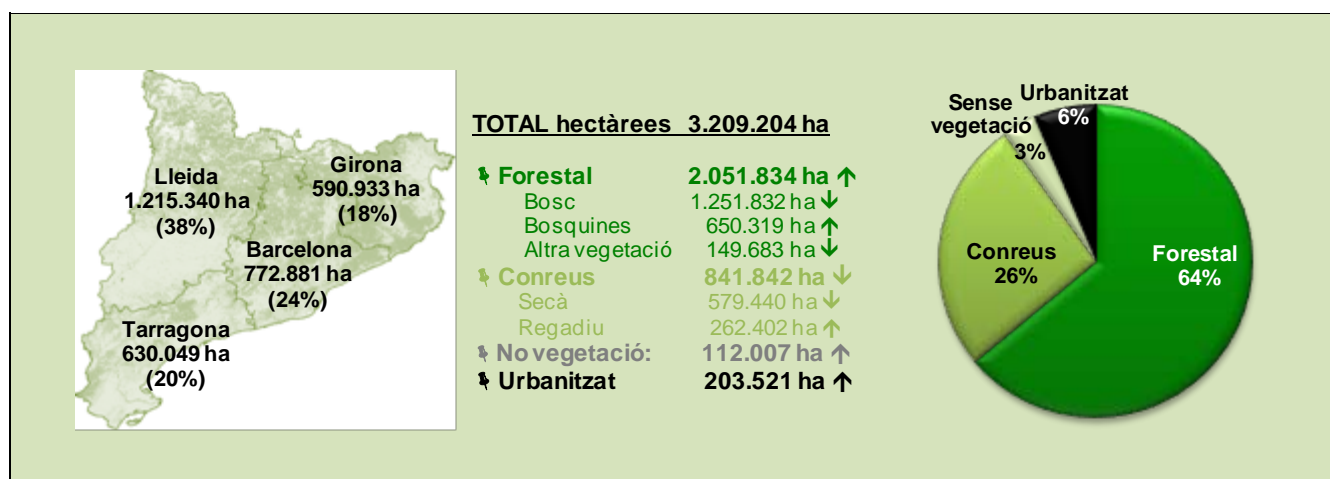 Lleida
1.215.340 ha
(38%)
Girona
590.933 ha
(18%)
Barcelona
772.881 ha
(24%)
Tarragona
630.049 ha
(20%)
TOTAL hectàrees 3.209.204 ha
Forestal 2.051.834 ha ↑
Bosc 1.251.832 ha ↓
Bosquines 650.319 ha ↑
Altra vegetació 149.683 ha ↓
Conreus 841.842 ha ↓
Secà 579.440 ha ↓
Regadiu 262.402 ha ↑
No vegetació: 112.007 ha ↑
Urbanitzat 203.521 ha ↑
Urbanitzat
6%
Sense
vegetació
3%
Conreus
26%
Forestal
64%